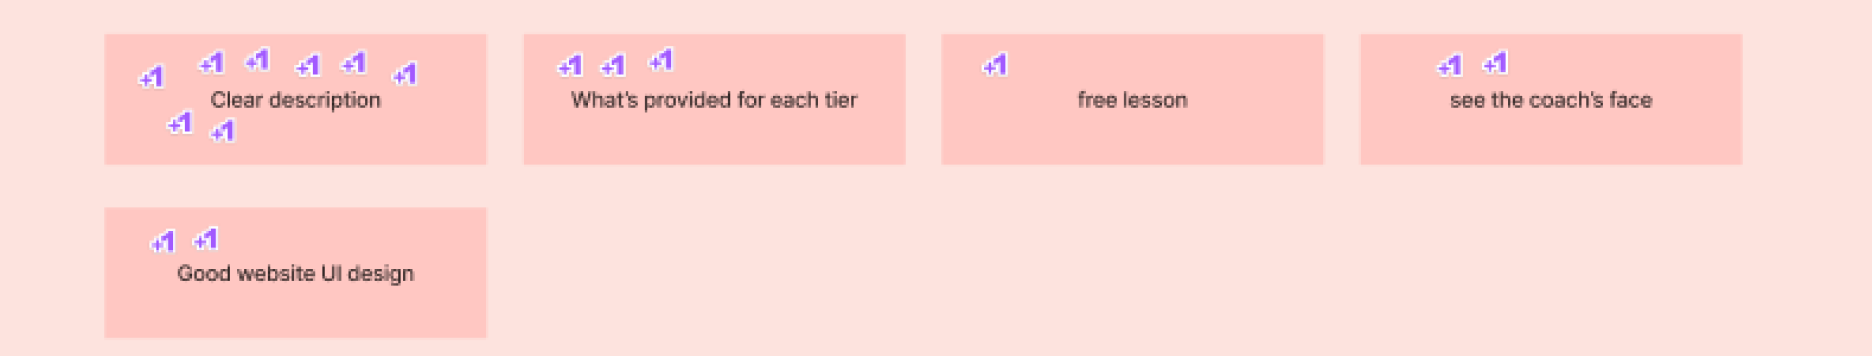 +1 +1 +1 +1 +1 +1
Clear description
+1 +1
+1 +1 +1
What's provided for each tier
+1
free lesson
+1 +1
see the coach's face
+1 +1
Good website UI design